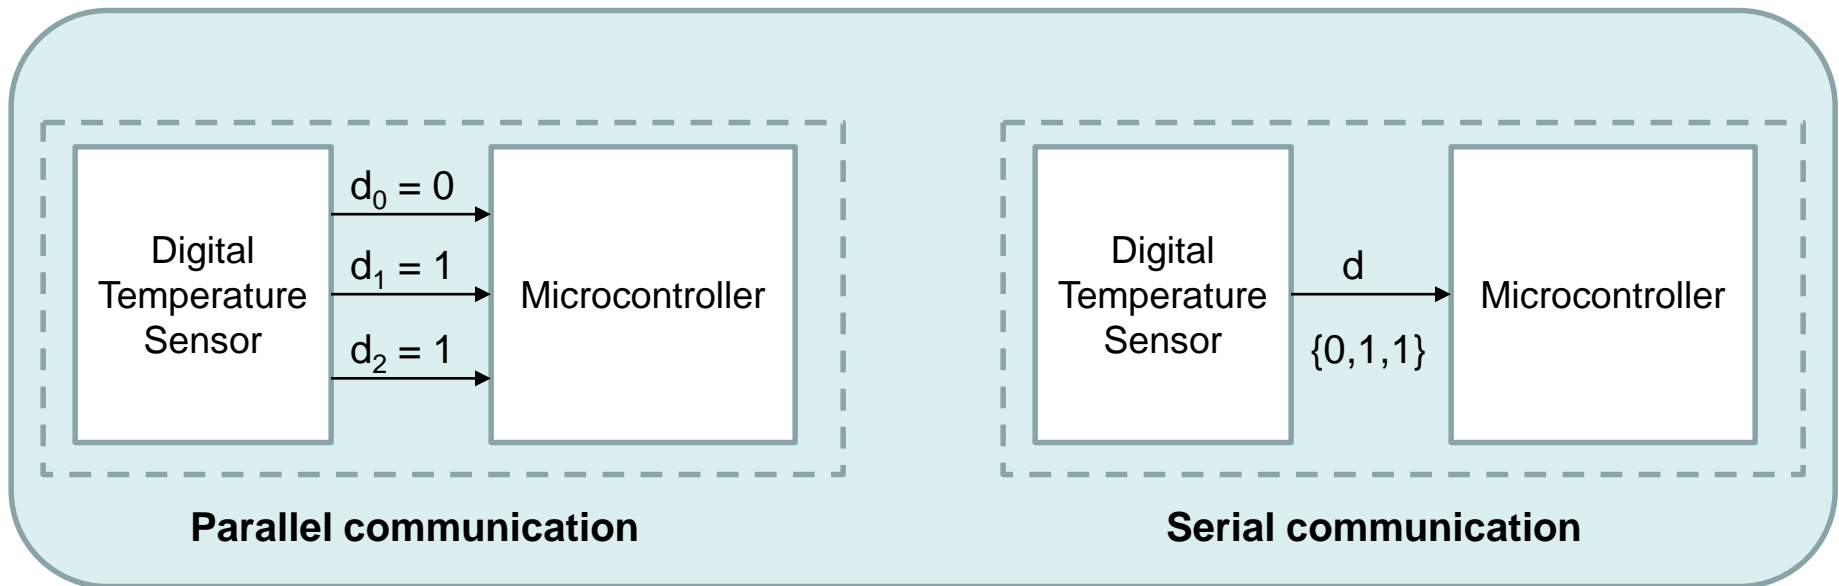 d₀ = 0
d₁ = 1
d₂ = 1
Digital
Temperature
Sensor
Microcontroller
Parallel communication
Digital
Temperature
Sensor
d
{0,1,1}
Microcontroller
Serial communication